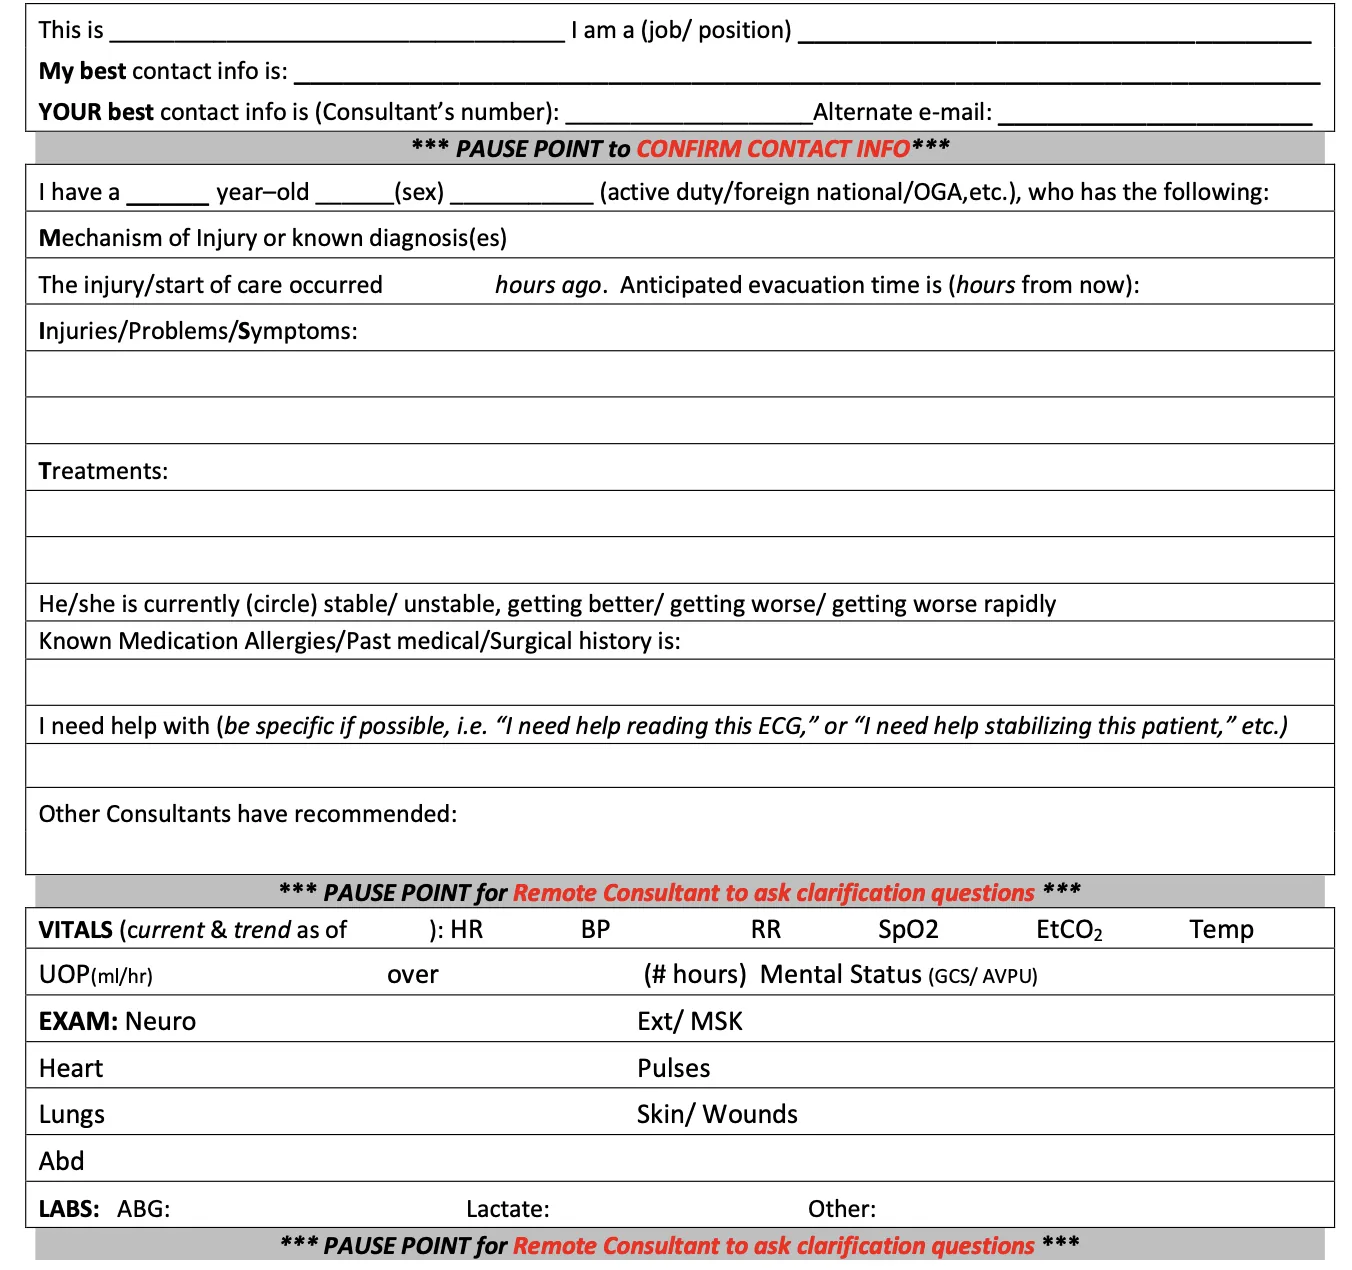 This is ___________________________________ I am a (job/ position) _______________________________
My best contact info is: ______________________________________________________________
YOUR best contact info is (Consultant’s number): ___________________Alternate e-mail: ___________________
*** PAUSE POINT to CONFIRM CONTACT INFO***
I have a ______ year–old ______(sex) ___________ (active duty/foreign national/OGA,etc.), who has the following:
Mechanism of Injury or known diagnosis(es)
The injury/start of care occurred hours ago. Anticipated evacuation time is (hours from now):
Injuries/Problems/Symptoms:
Treatments:
He/she is currently (circle) stable/ unstable, getting better/ getting worse/ getting worse rapidly
Known Medication Allergies/Past medical/Surgical history is:
I need help with (be specific if possible, i.e. “I need help reading this ECG,” or “I need help stabilizing this patient,” etc.)
Other Consultants have recommended:
*** PAUSE POINT for Remote Consultant to ask clarification questions ***
VITALS (current & trend as of ): HR BP RR SpO2 EtCO₂ Temp
UOP(ml/hr) over (# hours) Mental Status (GCS/ AVPU)
EXAM: Neuro Ext/ MSK
Heart Pulses
Lungs Skin/ Wounds
Abd
LABS: ABG: Lactate: Other:
*** PAUSE POINT for Remote Consultant to ask clarification questions ***